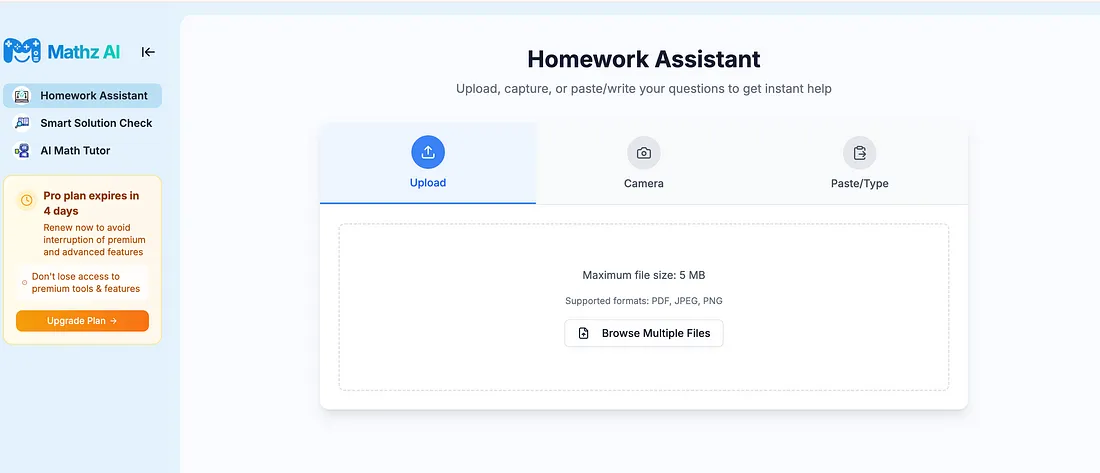 Mathz AI
Homework Assistant
Smart Solution Check
AI Math Tutor
Pro plan expires in
4 days
Renew now to avoid
interruption of premium
and advanced features
Don't lose access to
premium tools & features
Upgrade Plan →
Homework Assistant
Upload, capture, or paste/write your questions to get instant help
Upload
Camera
Paste/Type
Maximum file size: 5 MB
Supported formats: PDF, JPEG, PNG
Browse Multiple Files